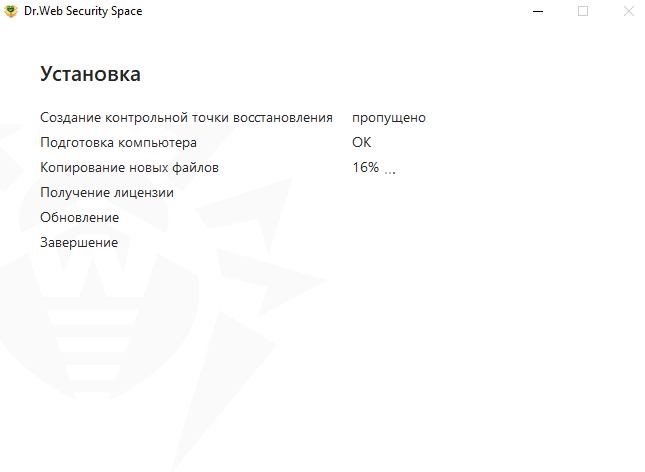 Dr.Web Security Space
Установка
Создание контрольной точки восстановления пропущено
Подготовка компьютера OK
Копирование новых файлов 16% ...
Получение лицензии
Обновление
Завершение